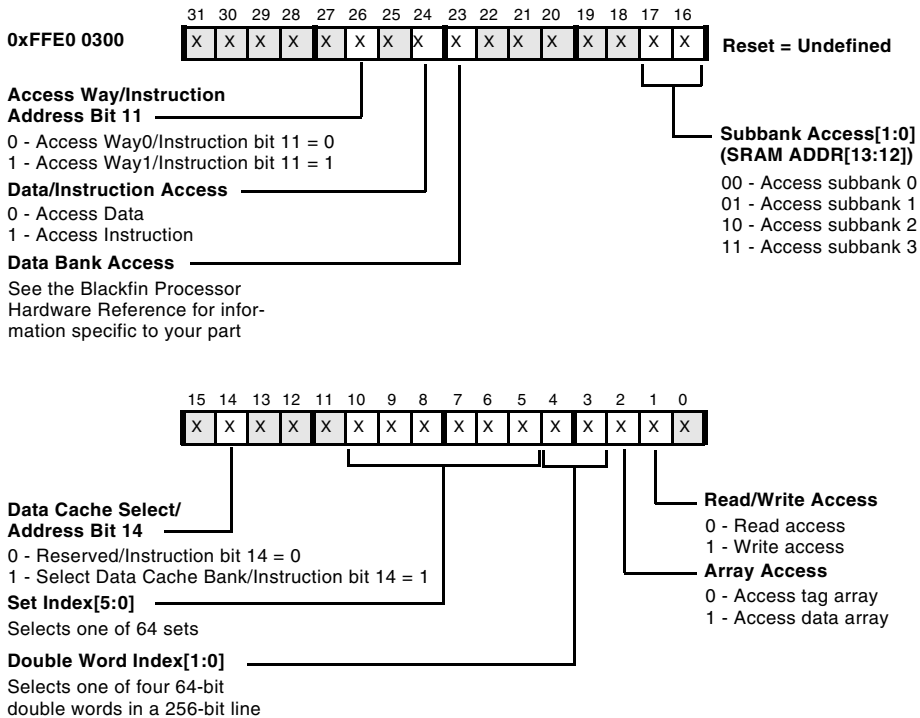 31 30 29 28 27 26 25 24 23 22 21 20 19 18 17 16
0xFFE0 0300
X X X X X X X X X X X X X X X X
Reset = Undefined
Access Way/Instruction
Address Bit 11
0 - Access Way0/Instruction bit 11 = 0
1 - Access Way1/Instruction bit 11 = 1
Data/Instruction Access
0 - Access Data
1 - Access Instruction
Data Bank Access
See the Blackfin Processor
Hardware Reference for infor-
mation specific to your part
Subbank Access[1:0]
(SRAM ADDR[13:12])
00 - Access subbank 0
01 - Access subbank 1
10 - Access subbank 2
11 - Access subbank 3
15 14 13 12 11 10 9 8 7 6 5 4 3 2 1 0
X X X X X X X X X X X X X X X X
Data Cache Select/
Address Bit 14
0 - Reserved/Instruction bit 14 = 0
1 - Select Data Cache Bank/Instruction bit 14 = 1
Set Index[5:0]
Selects one of 64 sets
Double Word Index[1:0]
Selects one of four 64-bit
double words in a 256-bit line
Read/Write Access
0 - Read access
1 - Write access
Array Access
0 - Access tag array
1 - Access data array